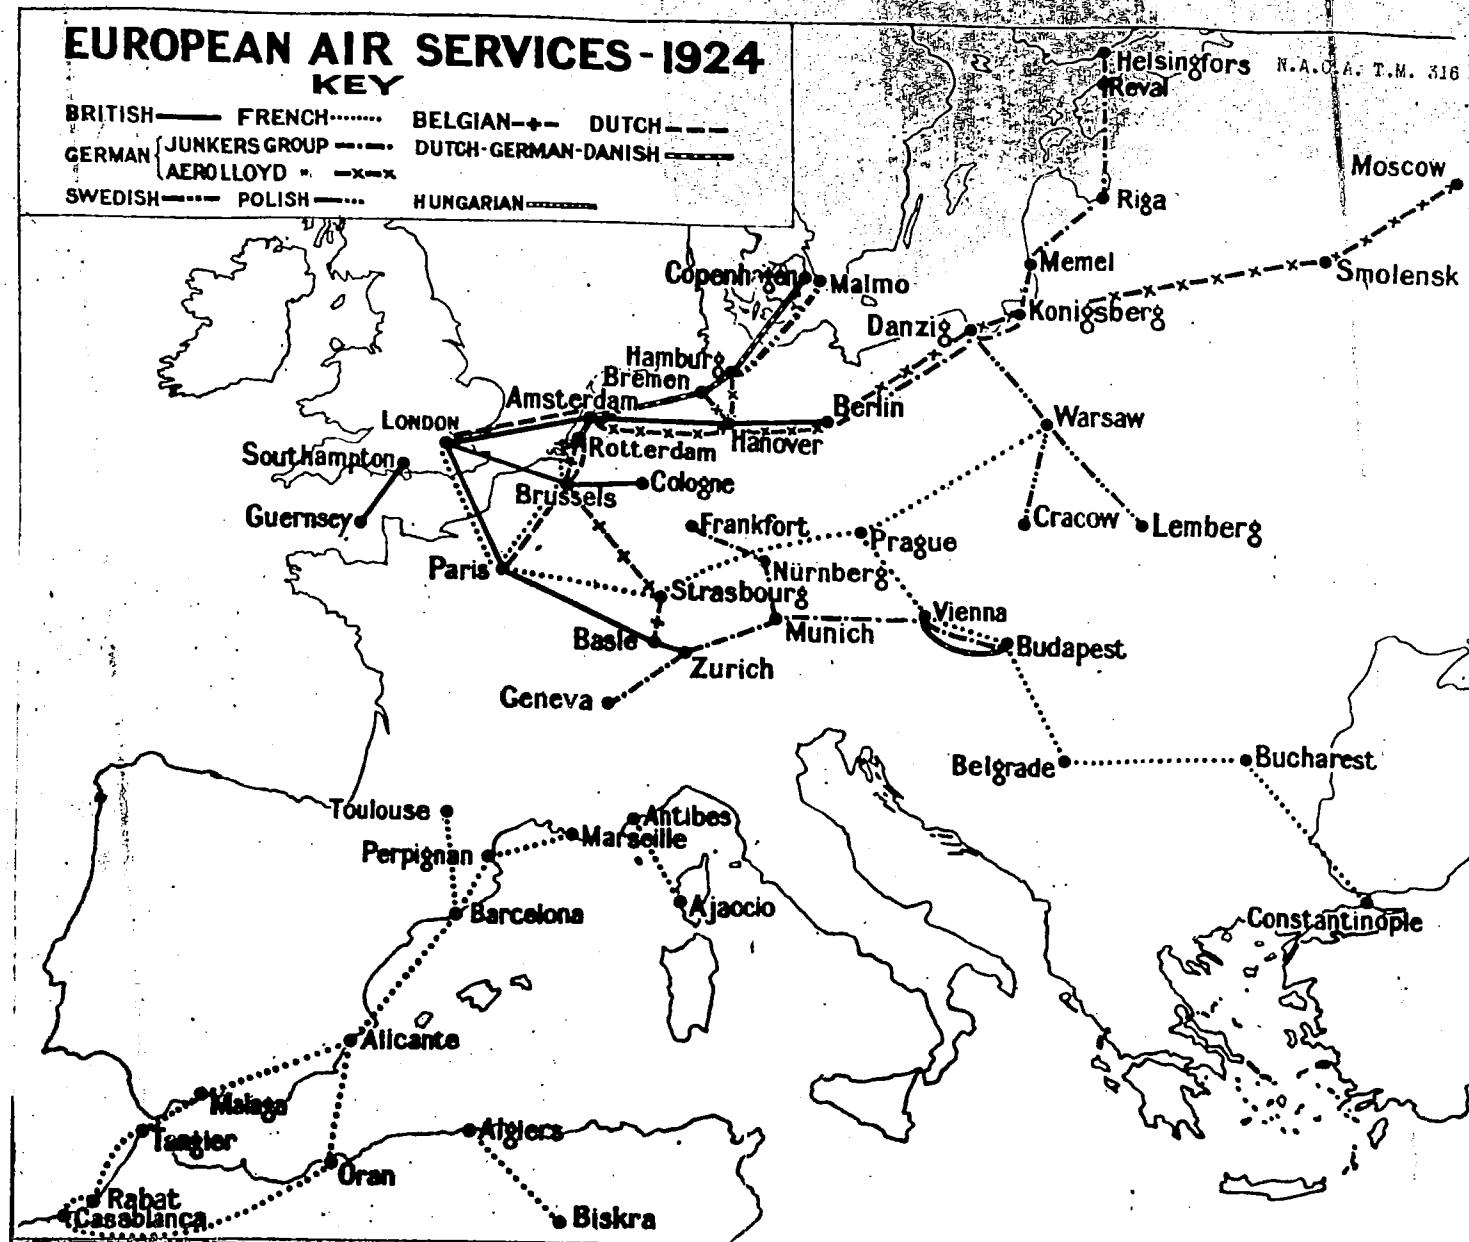 EUROPEAN AIR SERVICES - 1924
KEY
BRITISH FRENCH BELGIAN DUTCH
GERMAN JUNKERS GROUP DUTCH-GERMAN-DANISH
AERO LLOYD "
SWEDISH POLISH HUNGARIAN
N.A.C.A. T.M. 316
Helsingfors
Reval
Moscow
Riga
Memel
Smolensk
Copenhagen
Malmo
Danzig
Konigsberg
Hamburg
Bremen
Amsterdam
Berlin
LONDON
Warsaw
Hanover
Rotterdam
Southampton
Cologne
Brussels
Guernsey
Frankfort
Cracow
Lemberg
Prague
Paris
Nürnberg
Strasbourg
Vienna
Basle
Munich
Budapest
Zurich
Geneva
Belgrade
Bucharest
Toulouse
Antibes
Marseille
Perpignan
Ajaccio
Barcelona
Constantinople
Alicante
Malaga
Tangier
Algiers
Oran
Rabat
Casablanca
Biskra